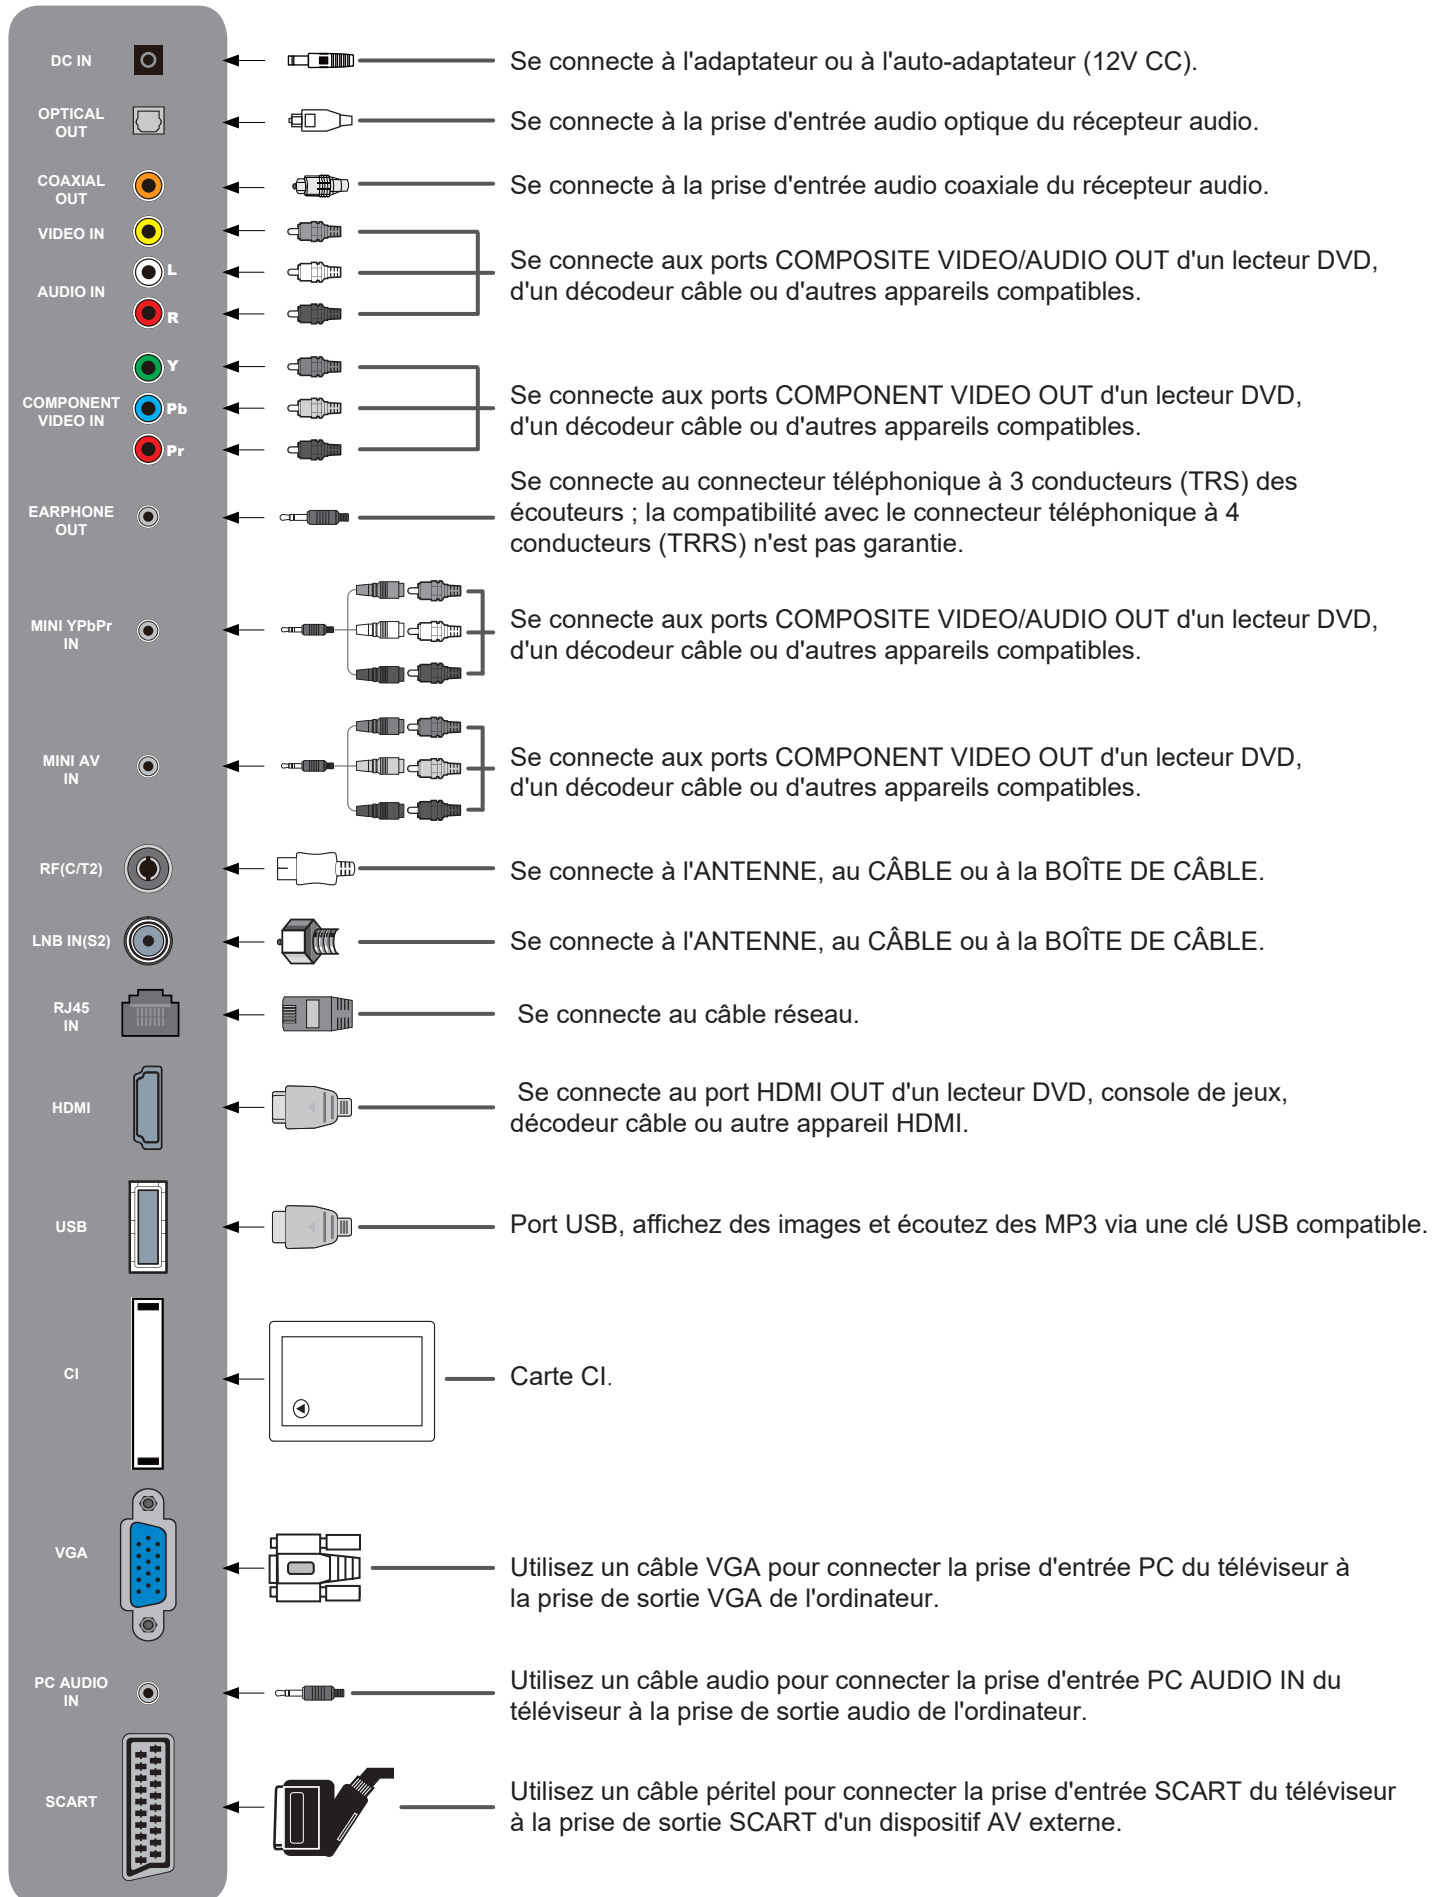 DC IN
Se connecte à l'adaptateur ou à l'auto-adaptateur (12V CC).
OPTICAL
OUT
Se connecte à la prise d'entrée audio optique du récepteur audio.
COAXIAL
OUT
Se connecte à la prise d'entrée audio coaxiale du récepteur audio.
VIDEO IN
L
AUDIO IN
R
Se connecte aux ports COMPOSITE VIDEO/AUDIO OUT d'un lecteur DVD,
d'un décodeur câble ou d'autres appareils compatibles.
Y
COMPONENT
VIDEO IN
Pb
Pr
Se connecte aux ports COMPONENT VIDEO OUT d'un lecteur DVD,
d'un décodeur câble ou d'autres appareils compatibles.
EARPHONE
OUT
Se connecte au connecteur téléphonique à 3 conducteurs (TRS) des
écouteurs ; la compatibilité avec le connecteur téléphonique à 4
conducteurs (TRRS) n'est pas garantie.
MINI YPbPr
IN
Se connecte aux ports COMPOSITE VIDEO/AUDIO OUT d'un lecteur DVD,
d'un décodeur câble ou d'autres appareils compatibles.
MINI AV
IN
Se connecte aux ports COMPONENT VIDEO OUT d'un lecteur DVD,
d'un décodeur câble ou d'autres appareils compatibles.
RF(C/T2)
Se connecte à l'ANTENNE, au CÂBLE ou à la BOÎTE DE CÂBLE.
LNB IN(S2)
Se connecte à l'ANTENNE, au CÂBLE ou à la BOÎTE DE CÂBLE.
RJ45
IN
Se connecte au câble réseau.
HDMI
Se connecte au port HDMI OUT d'un lecteur DVD, console de jeux,
décodeur câble ou autre appareil HDMI.
USB
Port USB, affichez des images et écoutez des MP3 via une clé USB compatible.
CI
Carte CI.
VGA
Utilisez un câble VGA pour connecter la prise d'entrée PC du téléviseur à
la prise de sortie VGA de l'ordinateur.
PC AUDIO
IN
Utilisez un câble audio pour connecter la prise d'entrée PC AUDIO IN du
téléviseur à la prise de sortie audio de l'ordinateur.
SCART
Utilisez un câble péritel pour connecter la prise d'entrée SCART du téléviseur
à la prise de sortie SCART d'un dispositif AV externe.